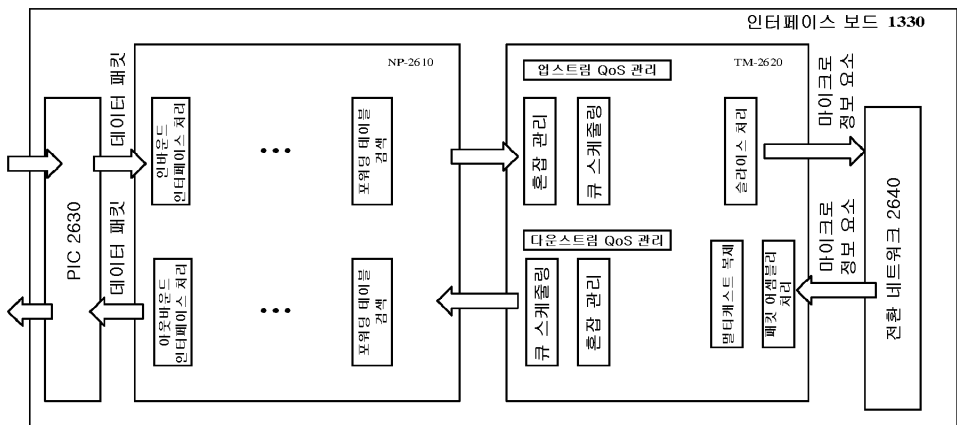 인터페이스 보드 1330
PIC 2630
데이터 패킷
데이터 패킷
NP-2610
인바운드
인터페이스 처리
...
포워딩 테이블
검색
아웃바운드
인터페이스 처리
...
포워딩 테이블
검색
TM-2620
업스트림 QoS 관리
혼잡 관리
큐 스케줄링
슬라이스 처리
다운스트림 QoS 관리
큐 스케줄링
혼잡 관리
멀티캐스트 복제
패킷 어셈블리
처리
마이크로
정보 요소
마이크로
정보 요소
전환 네트워크 2640